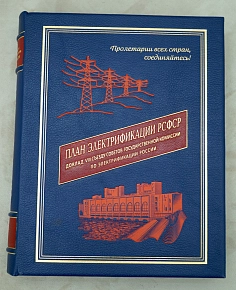 Пролетарии всех стран,
соединяйтесь!
ПЛАН ЭЛЕКТРИФИКАЦИИ РСФСР
ДОКЛАД VIII СЪЕЗДУ СОВЕТОВ ГОСУДАРСТВЕННОЙ КОМИССИИ
ПО ЭЛЕКТРИФИКАЦИИ РОССИИ